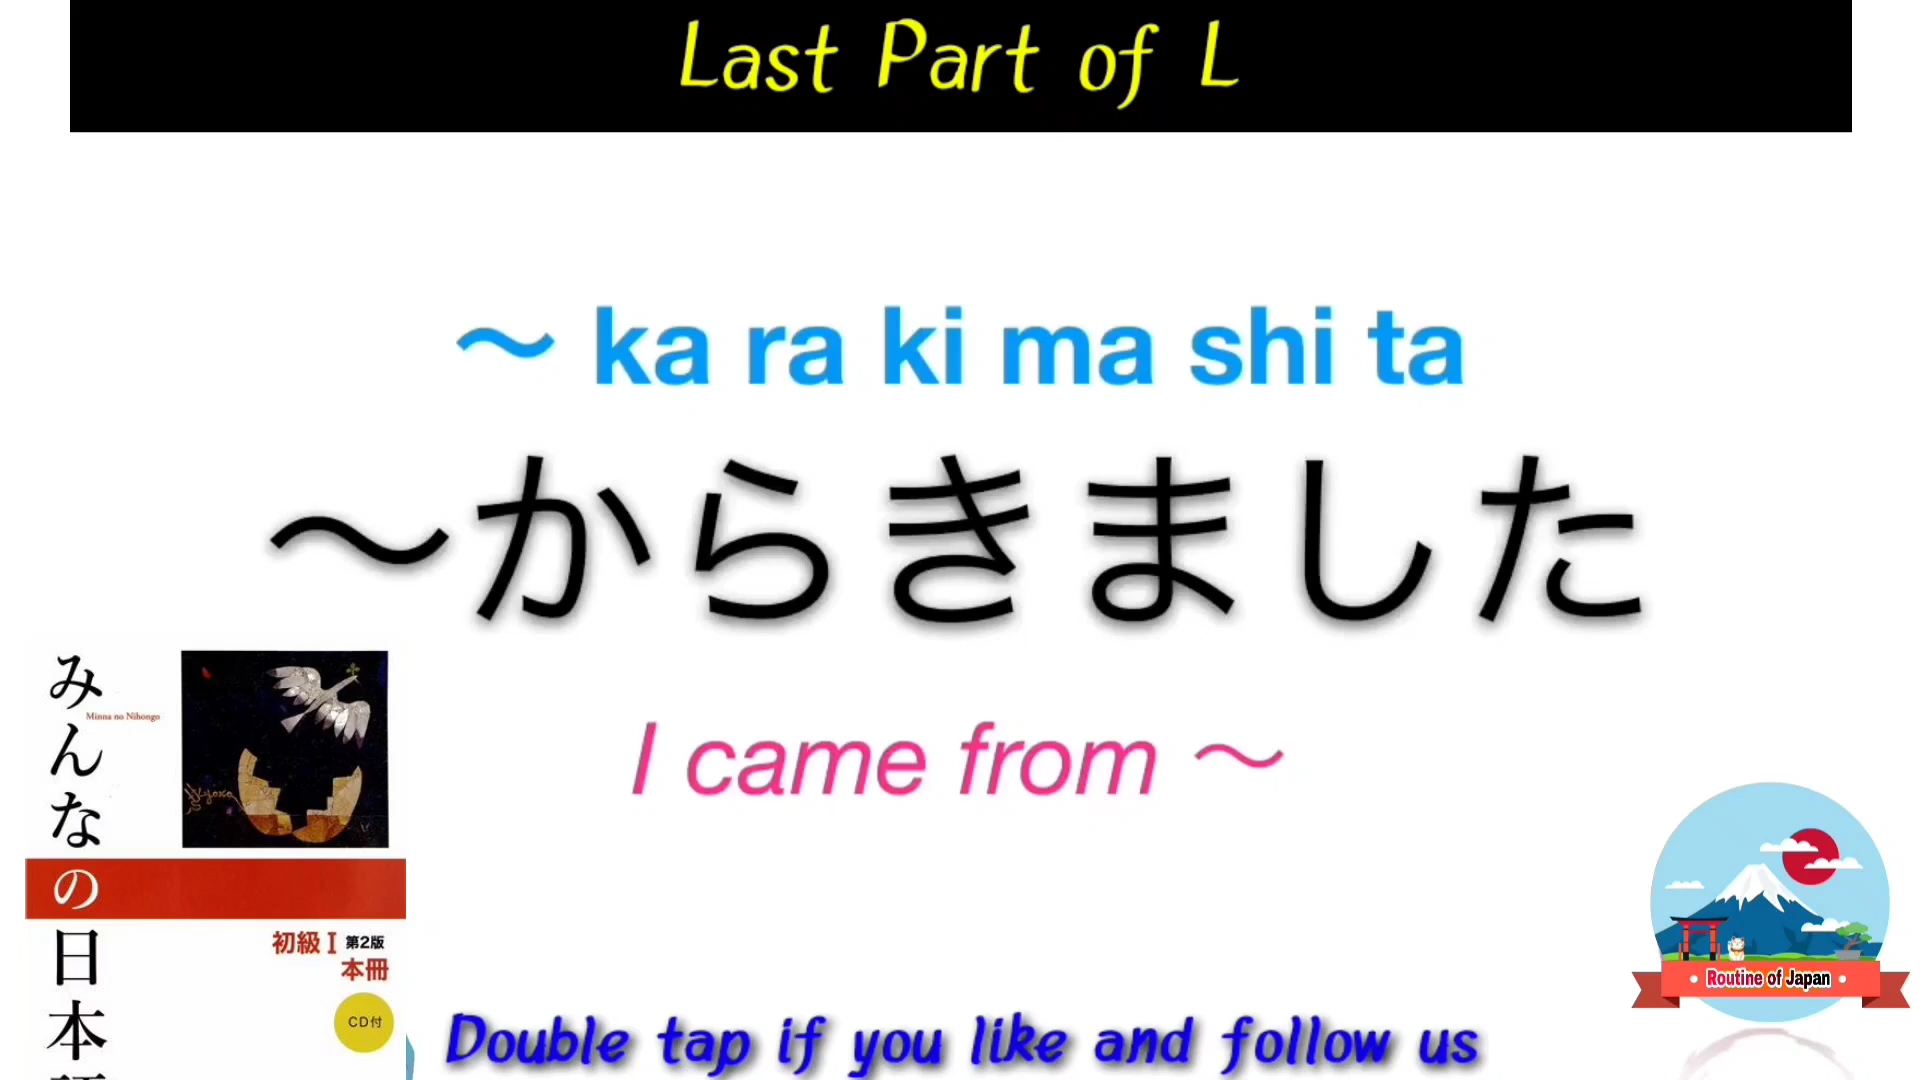 Last Part of L
～ ka ra ki ma shi ta
～からきました
I came from ～
みんなの日本
Minna no Nihongo
初級 I 第2版
本冊
CD付
Routine of Japan
Double tap if you like and follow us